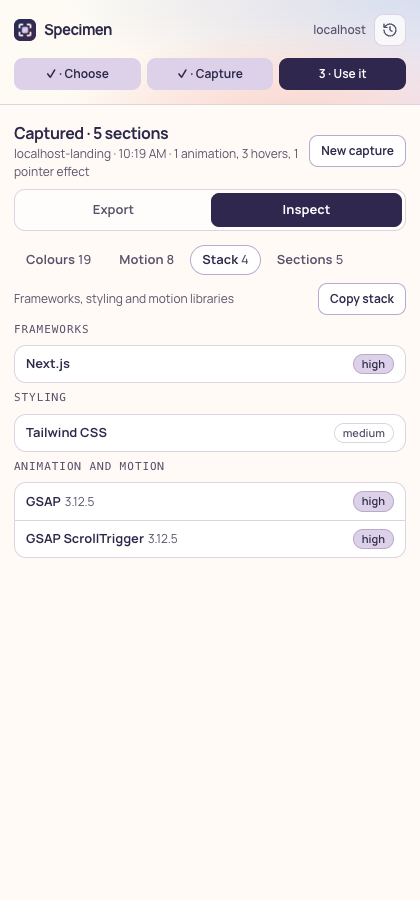 Specimen
localhost
✓ · Choose
✓ · Capture
3 · Use it
Captured · 5 sections
localhost-landing · 10:19 AM · 1 animation, 3 hovers, 1
pointer effect
New capture
Export
Inspect
Colours 19
Motion 8
Stack 4
Sections 5
Frameworks, styling and motion libraries
Copy stack
FRAMEWORKS
Next.js
high
STYLING
Tailwind CSS
medium
ANIMATION AND MOTION
GSAP 3.12.5
high
GSAP ScrollTrigger 3.12.5
high